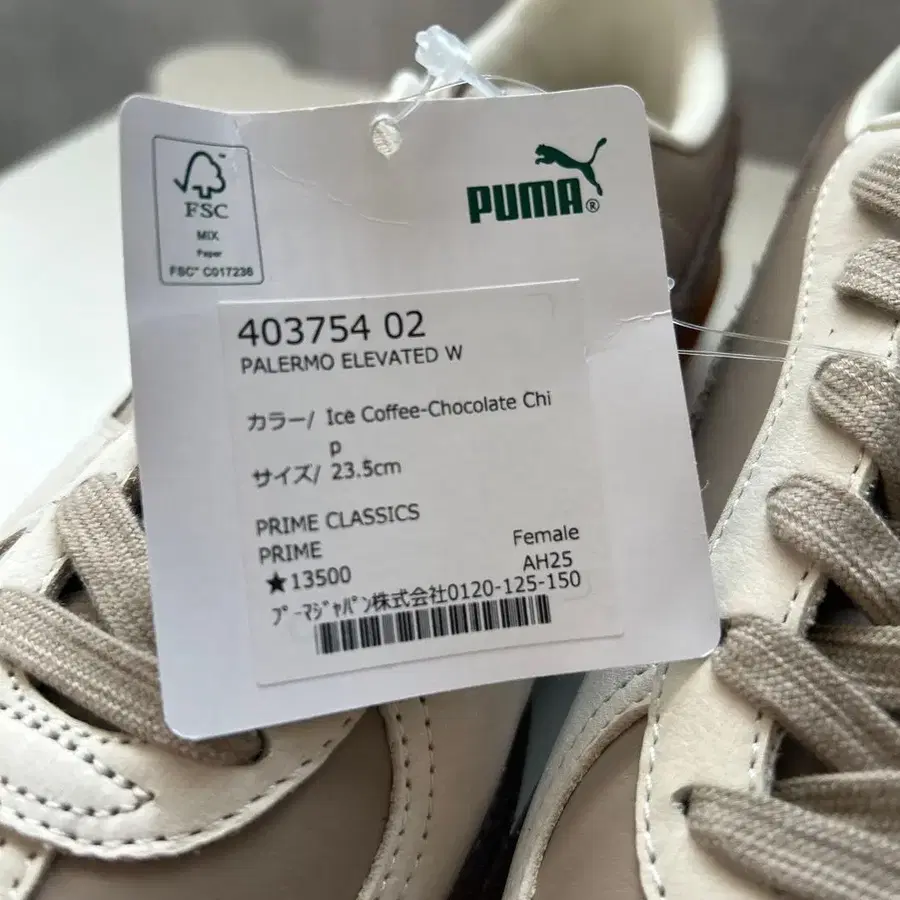 FSC
MIX
Paper
FSC® C017236
PUMA®
403754 02
PALERMO ELEVATED W
カラー/ Ice Coffee-Chocolate Chi
p
サイズ/ 23.5cm
PRIME CLASSICS
PRIME
Female
★13500
AH25
プーマジャパン株式会社0120-125-150